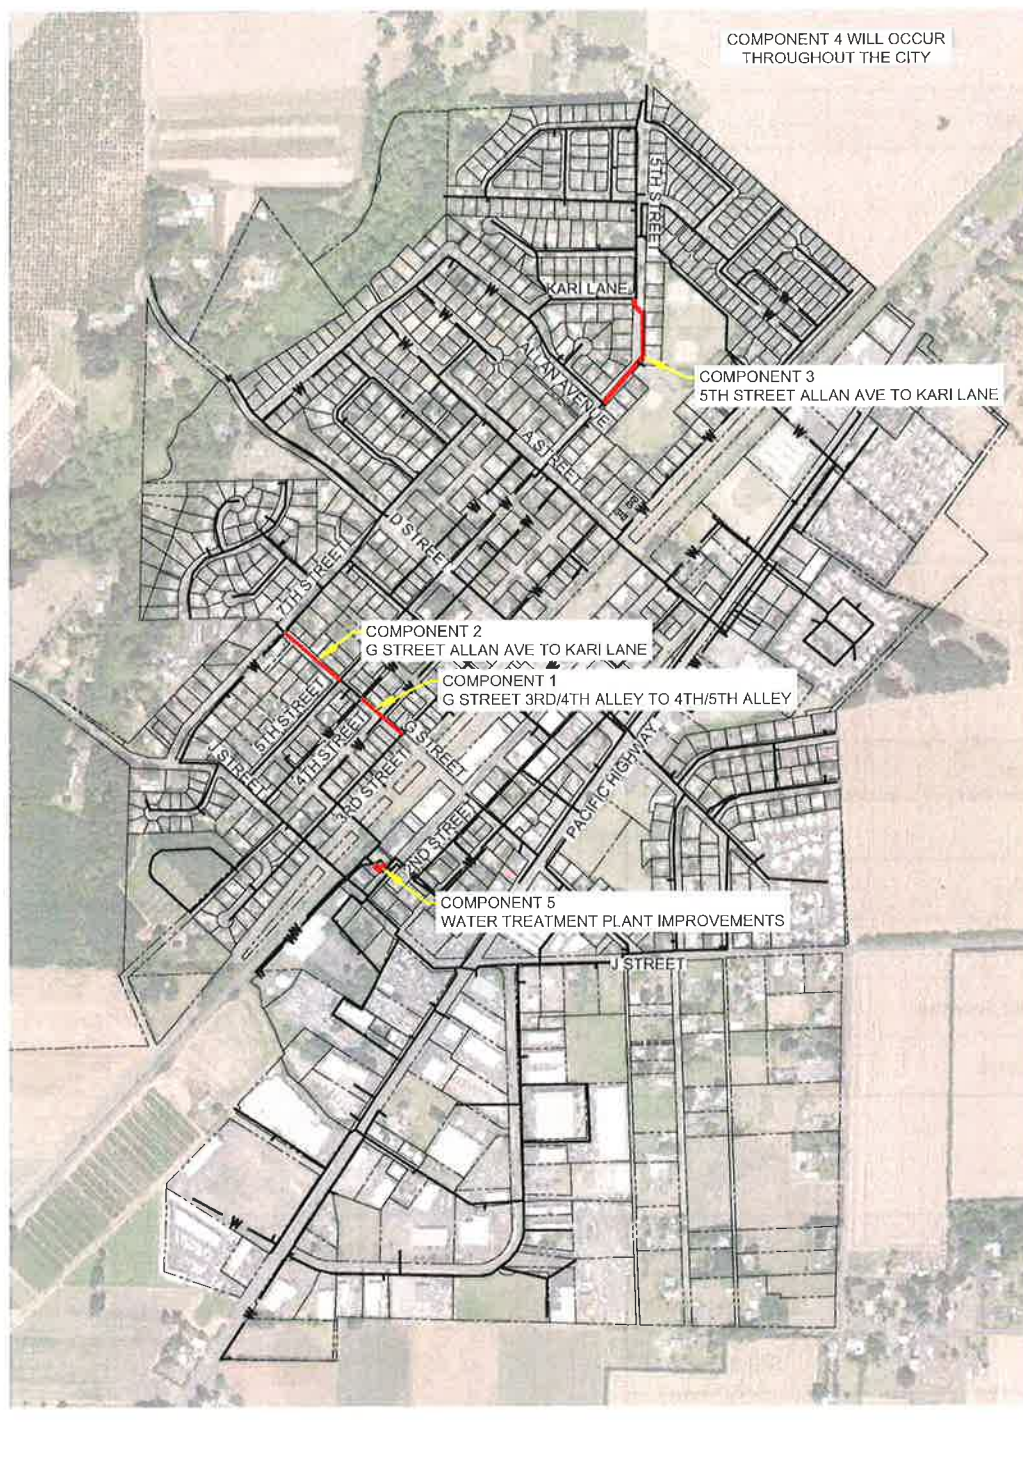 COMPONENT 4 WILL OCCUR
THROUGHOUT THE CITY
5TH STREET
KARI LANE
ALLAN AVENUE
COMPONENT 3
5TH STREET ALLAN AVE TO KARI LANE
A STREET
W
W
W
W
W
W
W
W
W
W
D STREET
7TH STREET
COMPONENT 2
G STREET ALLAN AVE TO KARI LANE
COMPONENT 1
G STREET 3RD/4TH ALLEY TO 4TH/5TH ALLEY
5TH STREET
4TH STREET
G STREET
J STREET
3RD STREET
PACIFIC HIGHWAY
2ND STREET
COMPONENT 5
WATER TREATMENT PLANT IMPROVEMENTS
J STREET
W
W